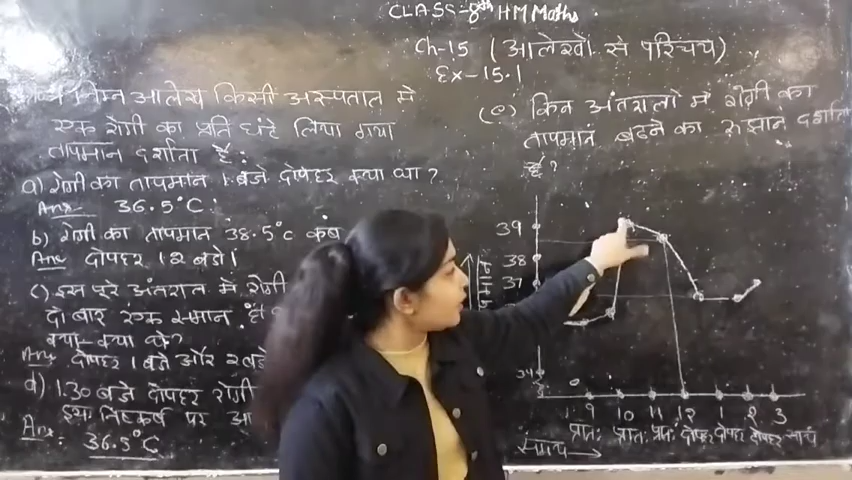 CLASS-8th HM Maths
Ch-15 (आलेखों से परिचय)
Ex-15.1
निम्न आलेख किसी अस्पताल में
एक रोगी का प्रति घंटे लिया गया
तापमान दर्शाता है:
a) रोगी का तापमान 1 बजे दोपहर क्या था?
Ans- 36.5°C
b) रोगी का तापमान 38.5°C कब
Ans दोपहर 12 बजे।
(c) इस पूरे अंतराल में रोगी
दो बार एक समान
क्या-क्या थे?
Ans दोपहर 1 बजे और 2 बजे
d) 1.30 बजे दोपहर रोगी
इस निष्कर्ष पर आ
Ans: 36.5°C
(e) किन अंतरालों में रोगी का
तापमान बढ़ने का रुझान दर्शाता
है?
39
38
37
34
9 10 11 12 1 2 3
प्रातः प्रातः प्रातः दोपहर दोपहर दोपहर सायं
समय